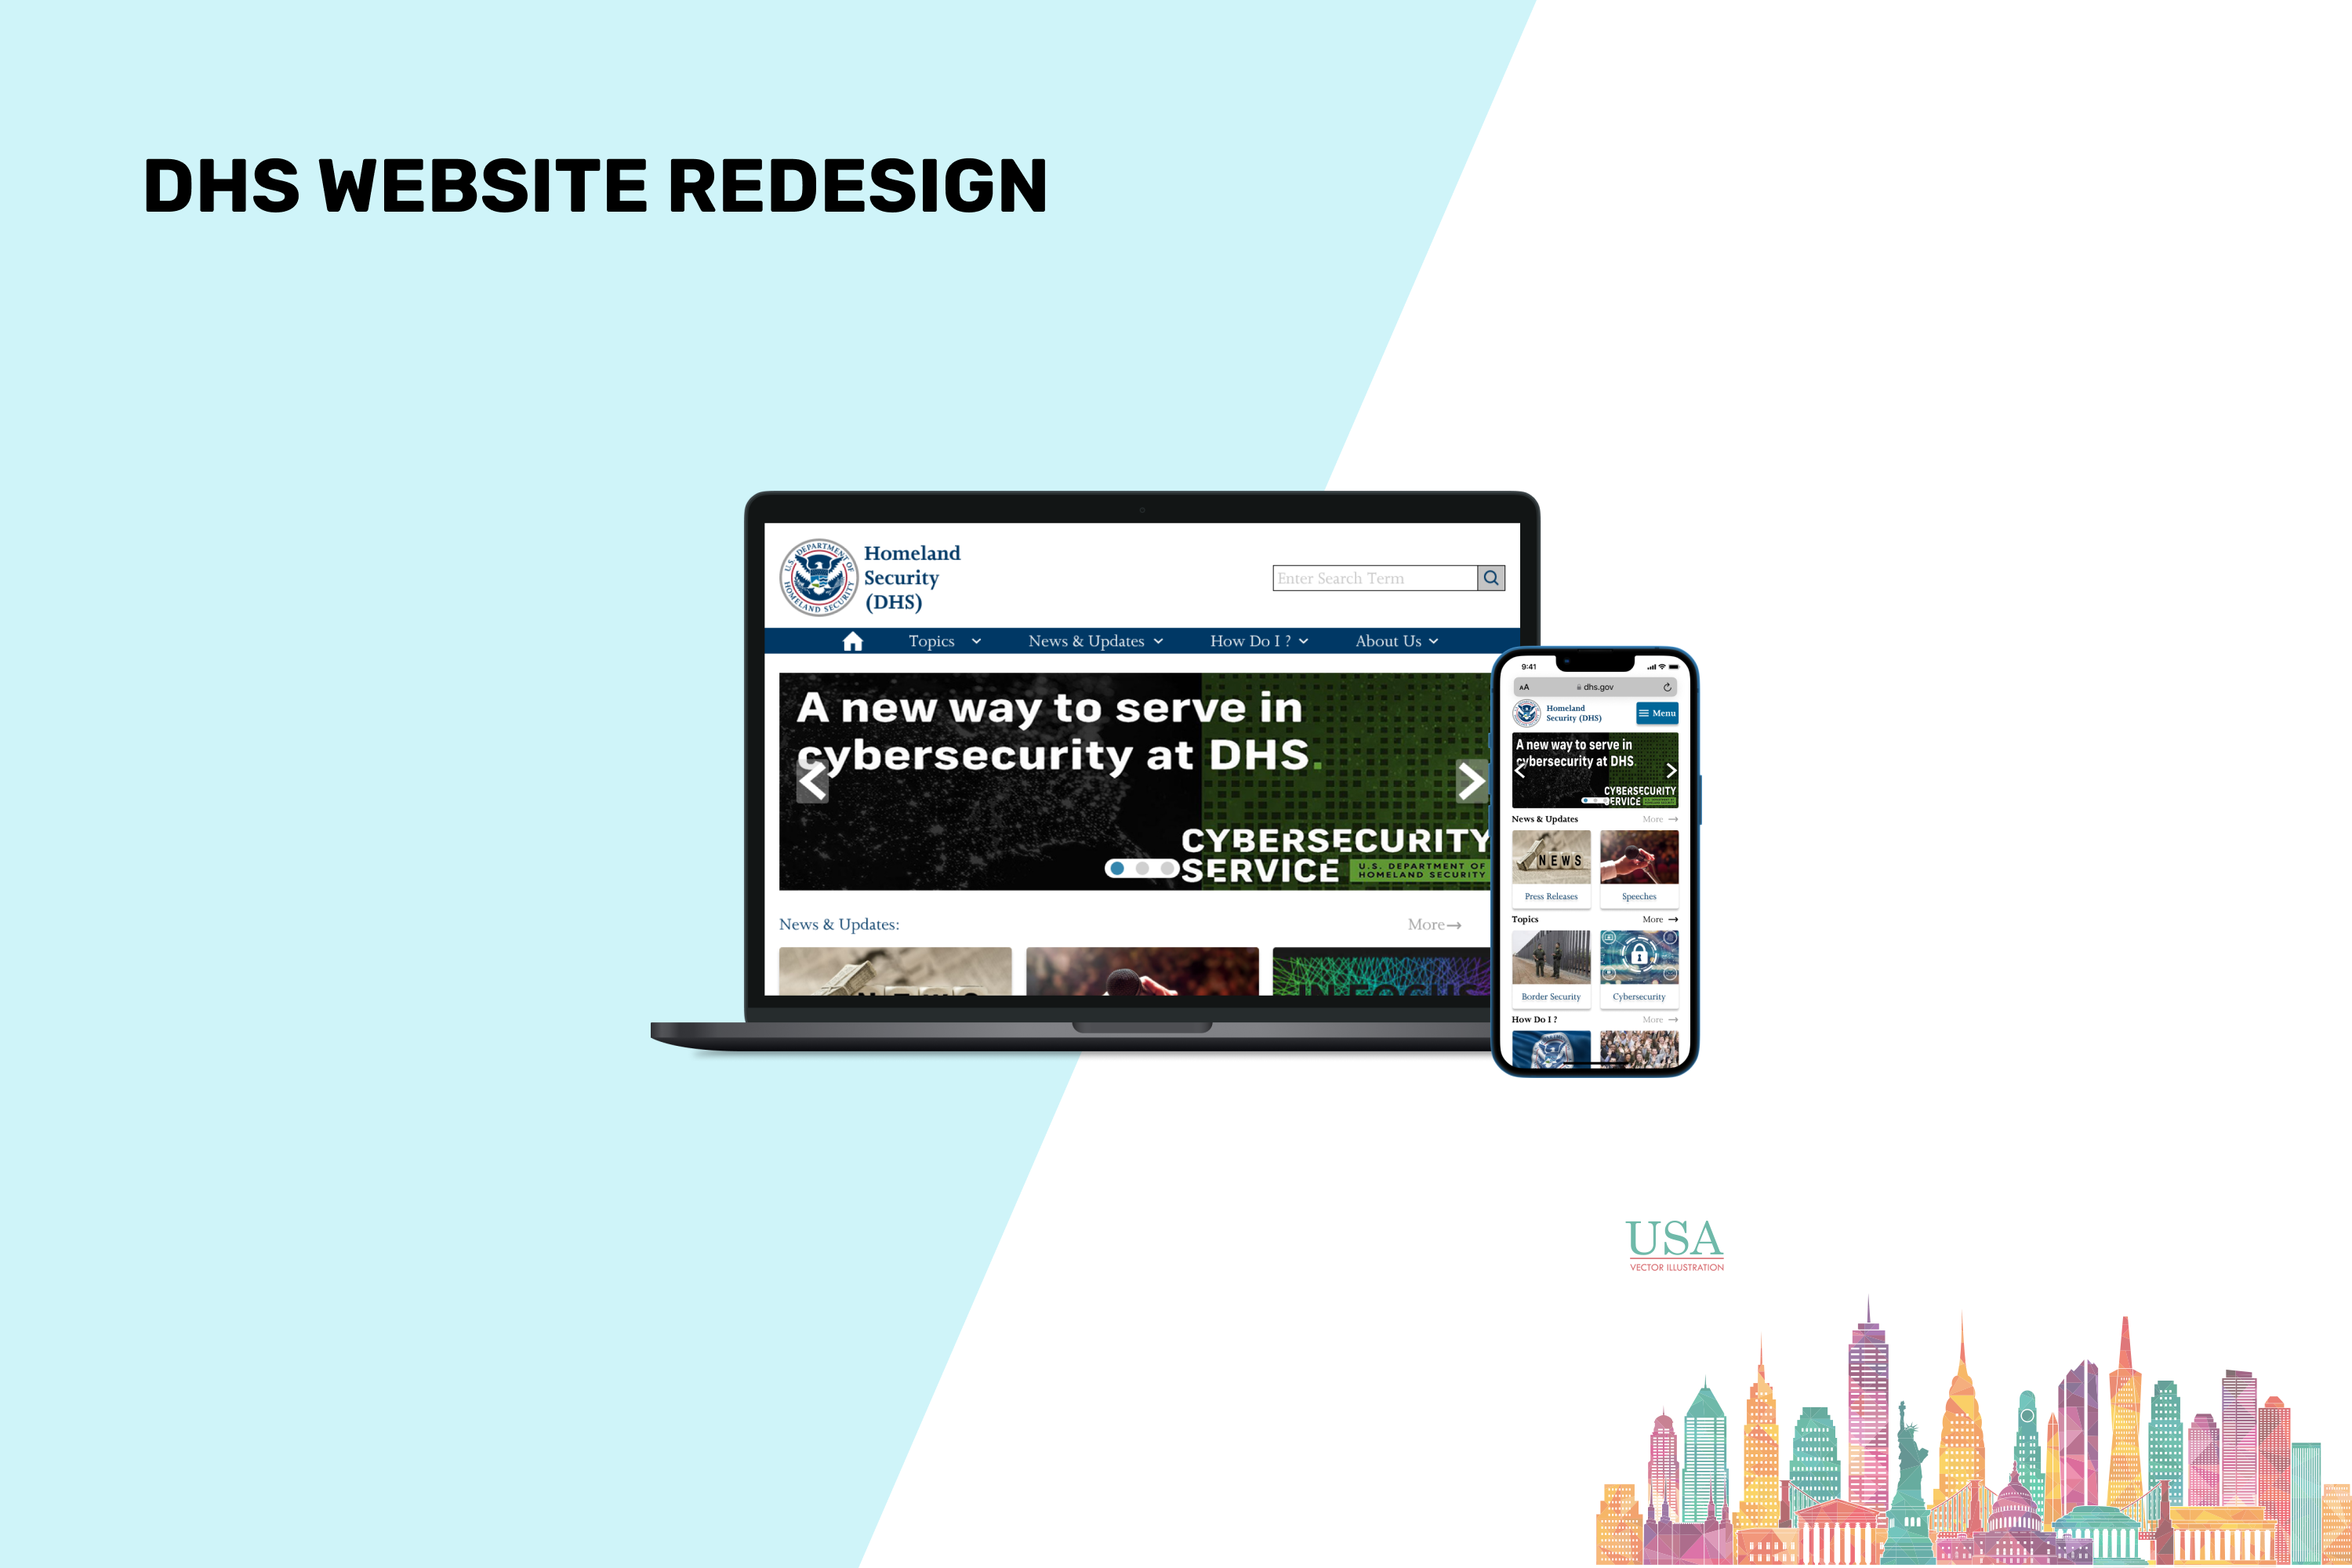 DHS WEBSITE REDESIGN
U.S. DEPARTMENT OF HOMELAND SECURITY
Homeland
Security
(DHS)
Enter Search Term
Topics
News & Updates
How Do I ?
About Us
A new way to serve in
cybersecurity at DHS.
CYBERSECURITY
SERVICE
U.S. DEPARTMENT OF
HOMELAND SECURITY
News & Updates:
More→
NEWS
IN FOCUS
9:41
AA
dhs.gov
Homeland
Security (DHS)
Menu
A new way to serve in
cybersecurity at DHS
CYBERSECURITY
SERVICE
News & Updates
More →
NEWS
Press Releases
Speeches
Topics
More →
Border Security
Cybersecurity
How Do I ?
More →
USA
VECTOR ILLUSTRATION